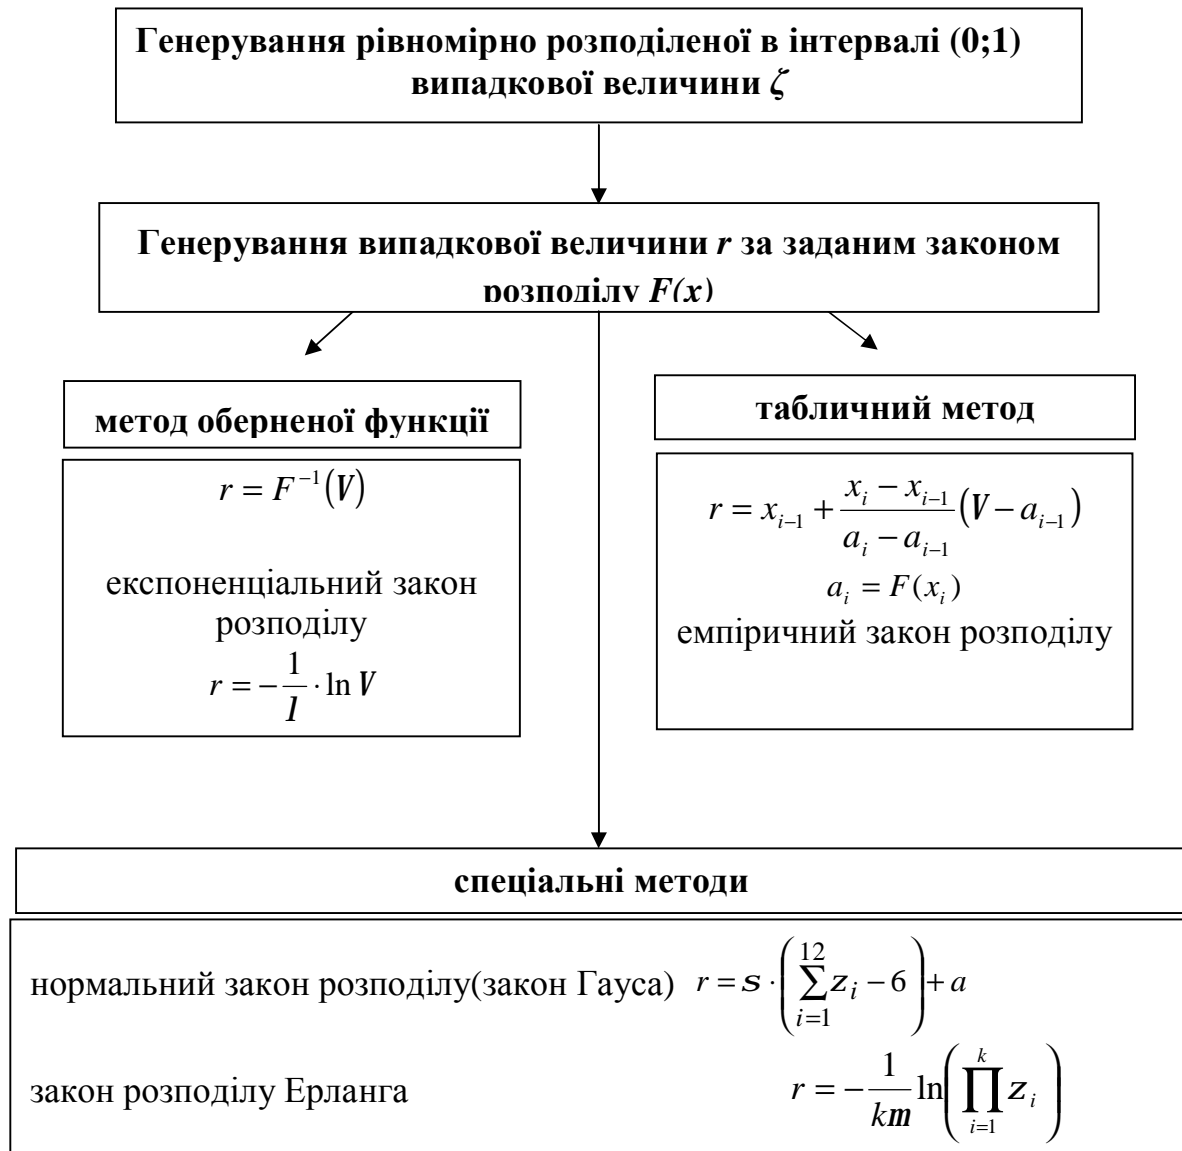 Генерування рівномірно розподіленої в інтервалі (0;1)
випадкової величини ζ
Генерування випадкової величини r за заданим законом
розподілу F(x)
метод оберненої функції
r = F⁻¹(V)
експоненціальний закон
розподілу
r = −1/l · ln V
табличний метод
r = xᵢ₋₁ + (xᵢ − xᵢ₋₁)/(aᵢ − aᵢ₋₁) (V − aᵢ₋₁)
aᵢ = F(xᵢ)
емпіричний закон розподілу
спеціальні методи
нормальний закон розподілу(закон Гауса) r = s · (∑_{i=1}^{12} zᵢ − 6) + a
закон розподілу Ерланга r = −1/(km) ln(∏_{i=1}^{k} zᵢ)